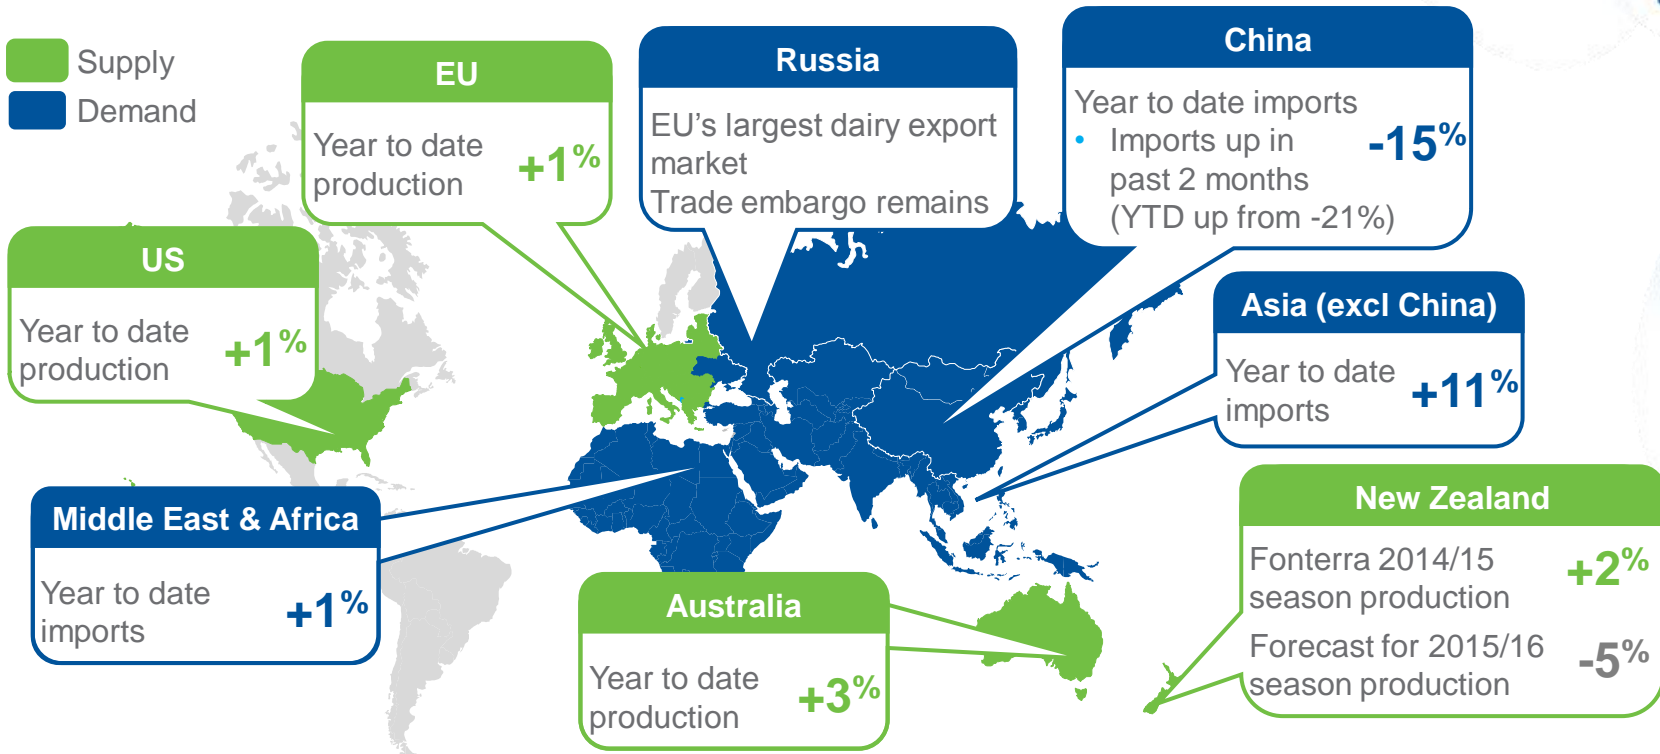 Supply
Demand
EU
Year to date
production
+1%
Russia
EU's largest dairy export
market
Trade embargo remains
China
Year to date imports
• Imports up in
past 2 months
(YTD up from -21%)
-15%
US
Year to date
production
+1%
Asia (excl China)
Year to date
imports
+11%
Middle East & Africa
Year to date
imports
+1%
Australia
Year to date
production
+3%
New Zealand
Fonterra 2014/15
season production
+2%
Forecast for 2015/16
season production
-5%